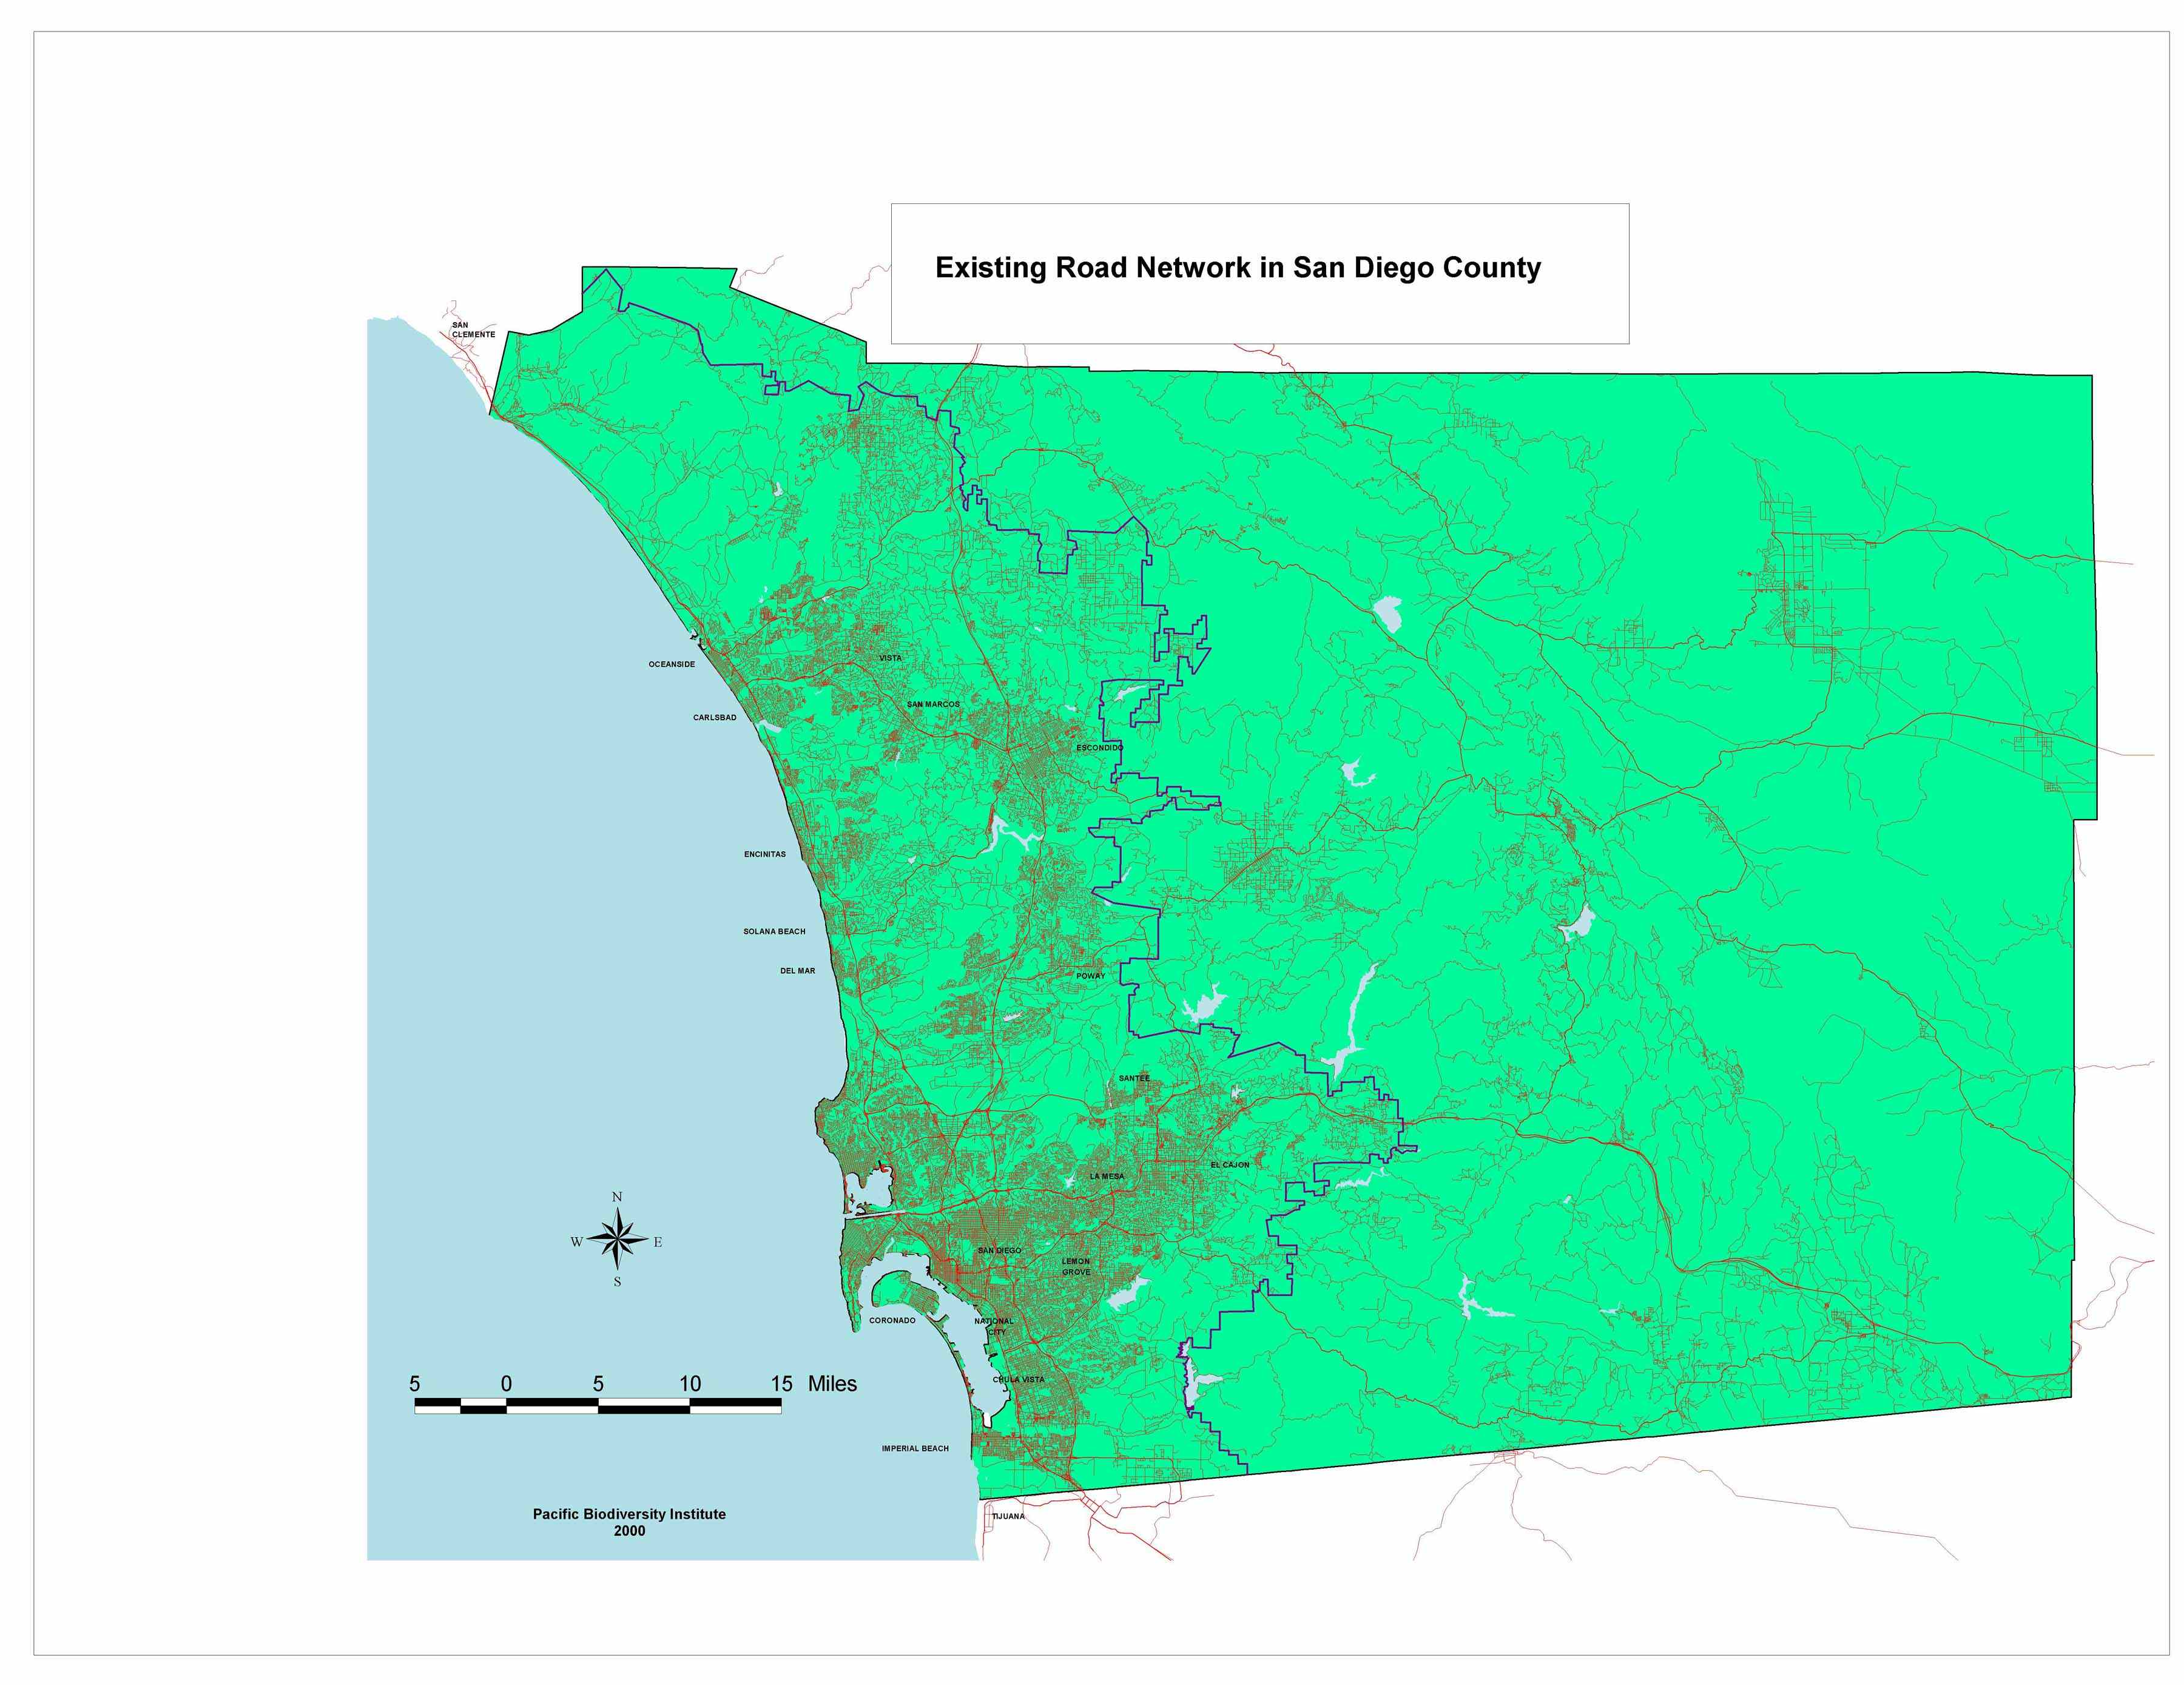 Existing Road Network in San Diego County
SAN
CLEMENTE
OCEANSIDE
VISTA
CARLSBAD
SAN MARCOS
ESCONDIDO
ENCINITAS
SOLANA BEACH
DEL MAR
POWAY
SANTEE
EL CAJON
LA MESA
N
W E
S
SAN DIEGO
LEMON
GROVE
CORONADO
NATIONAL
CITY
CHULA VISTA
5 0 5 10 15 Miles
IMPERIAL BEACH
Pacific Biodiversity Institute
2000
TIJUANA